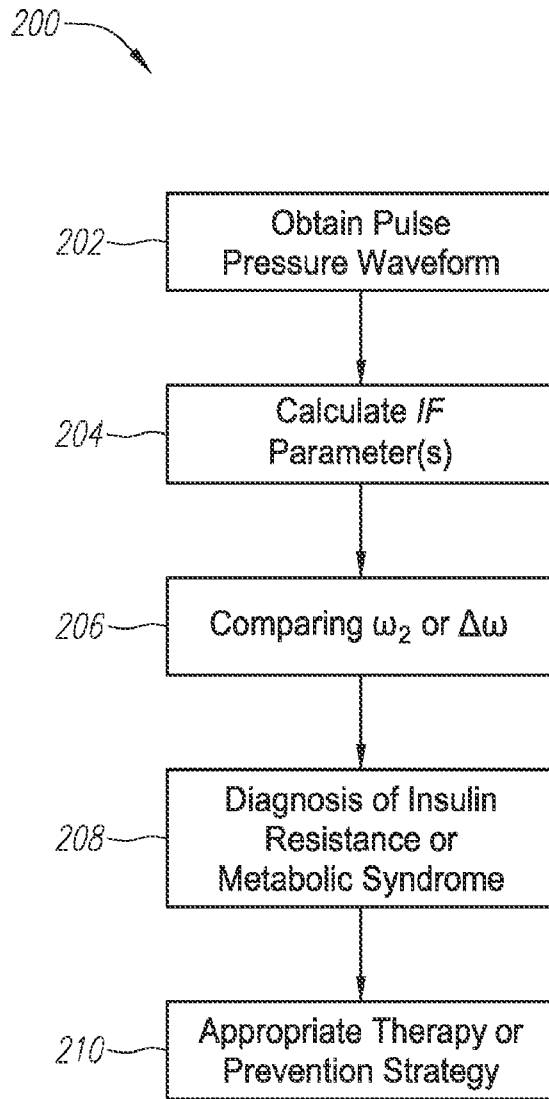 200
202
Obtain Pulse
Pressure Waveform
204
Calculate IF
Parameter(s)
206
Comparing ω₂ or Δω
208
Diagnosis of Insulin
Resistance or
Metabolic Syndrome
210
Appropriate Therapy or
Prevention Strategy